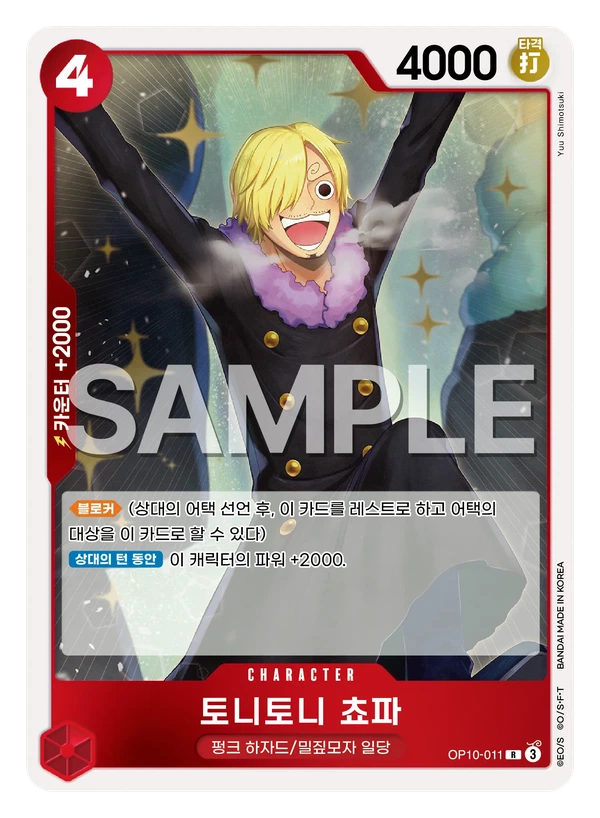 4
4000
타격
打
Yuu Shimotsuki
카운터 +2000
SAMPLE
블로커 (상대의 어택 선언 후, 이 카드를 레스트로 하고 어택의
대상을 이 카드로 할 수 있다)
상대의 턴 동안 이 캐릭터의 파워 +2000.
CHARACTER
토니토니 쵸파
펑크 하자드/밀짚모자 일당
OP10-011 R 3
©EO/S ©O/S·F·T BANDAI MADE IN KOREA